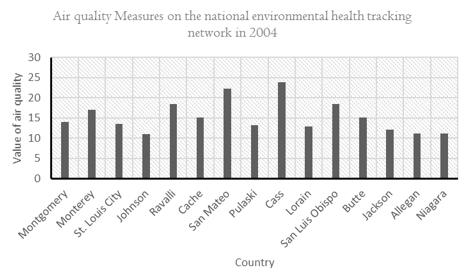 Air quality Measures on the national environmental health tracking
network in 2004
Value of air quality
30
25
20
15
10
5
0
Montgomery
Monterey
St. Louis City
Johnson
Ravalli
Cache
San Mateo
Pulaski
Cass
Lorain
San Luis Obispo
Butte
Jackson
Allegan
Niagara
Country